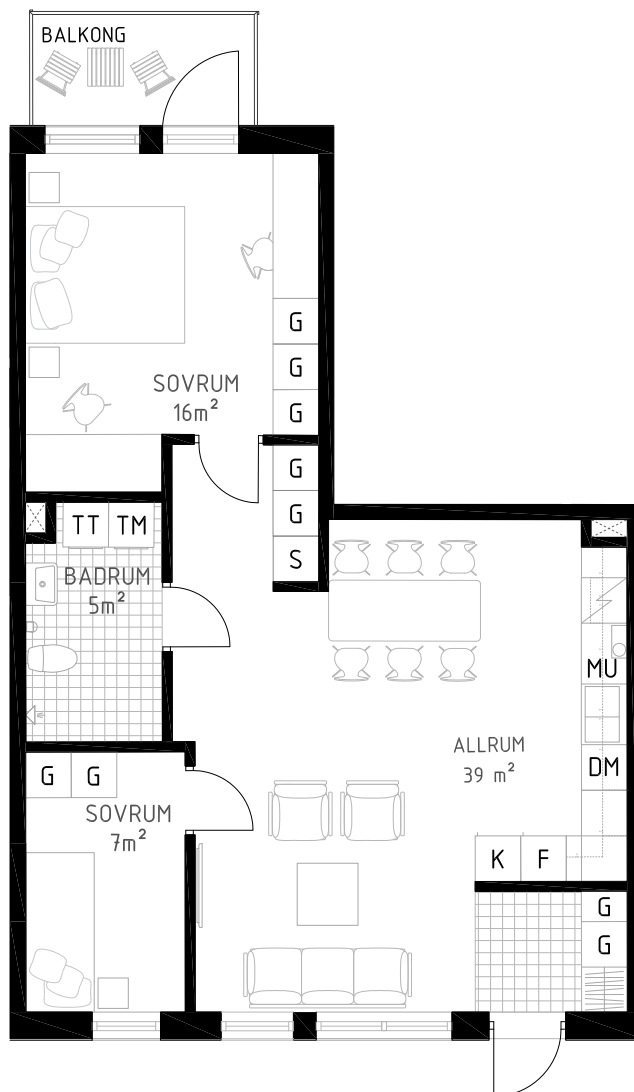 BALKONG
G
G
SOVRUM
16m²
G
G
G
S
TT TM
BADRUM
5m²
MU
ALLRUM
39 m²
DM
G G
SOVRUM
7m²
K F
G
G